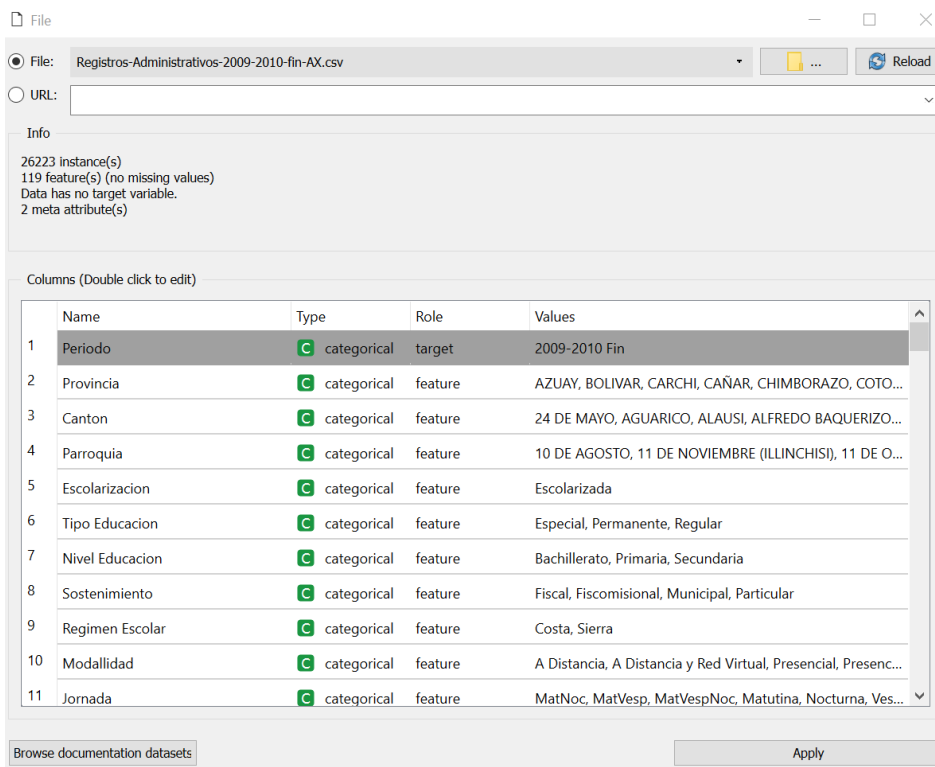 File
File: Registros-Administrativos-2009-2010-fin-AX.csv ... Reload
URL:
Info
26223 instance(s)
119 feature(s) (no missing values)
Data has no target variable.
2 meta attribute(s)
Columns (Double click to edit)
Name Type Role Values
1 Periodo C categorical target 2009-2010 Fin
2 Provincia C categorical feature AZUAY, BOLIVAR, CARCHI, CAÑAR, CHIMBORAZO, COTO...
3 Canton C categorical feature 24 DE MAYO, AGUARICO, ALAUSI, ALFREDO BAQUERIZO...
4 Parroquia C categorical feature 10 DE AGOSTO, 11 DE NOVIEMBRE (ILLINCHISI), 11 DE O...
5 Escolarizacion C categorical feature Escolarizada
6 Tipo Educacion C categorical feature Especial, Permanente, Regular
7 Nivel Educacion C categorical feature Bachillerato, Primaria, Secundaria
8 Sostenimiento C categorical feature Fiscal, Fiscomisional, Municipal, Particular
9 Regimen Escolar C categorical feature Costa, Sierra
10 Modallidad C categorical feature A Distancia, A Distancia y Red Virtual, Presencial, Presenc...
11 Jornada C categorical feature MatNoc, MatVesp, MatVespNoc, Matutina, Nocturna, Ves...
Browse documentation datasets Apply